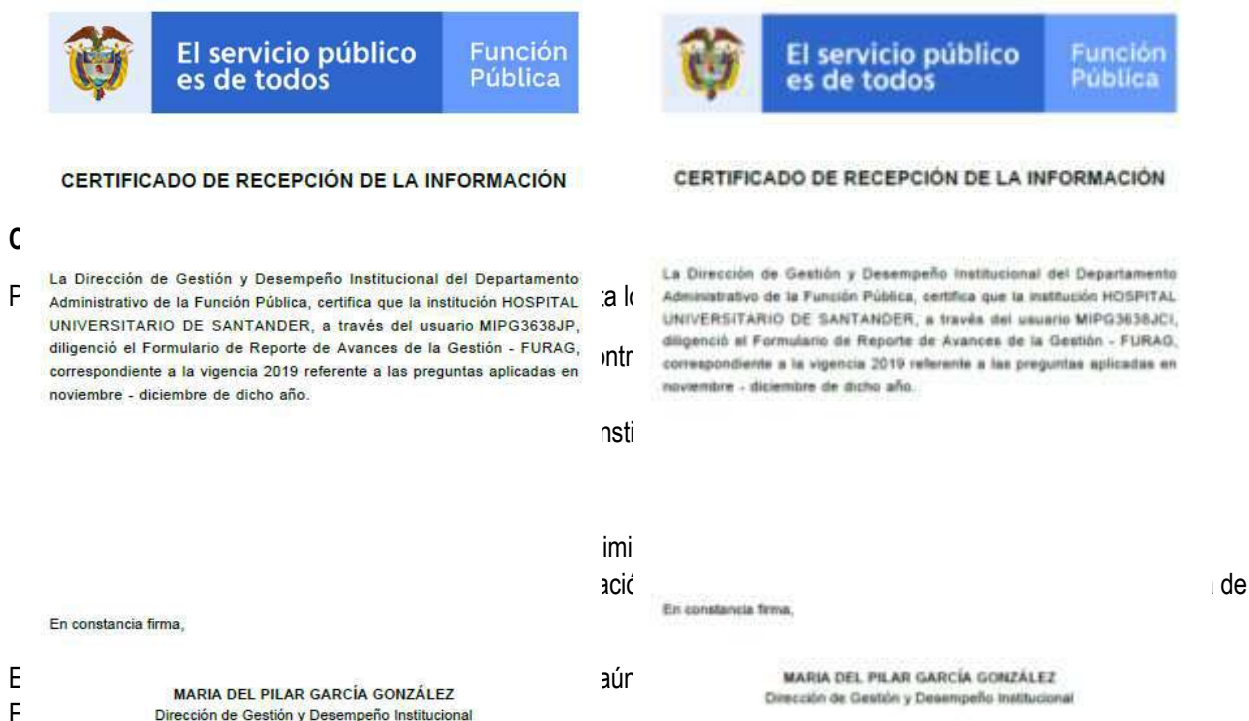 El servicio público
es de todos
Función
Pública
CERTIFICADO DE RECEPCIÓN DE LA INFORMACIÓN
La Dirección de Gestión y Desempeño Institucional del Departamento
Administrativo de la Función Pública, certifica que la institución HOSPITAL
UNIVERSITARIO DE SANTANDER, a través del usuario MIPG3638JP,
diligenció el Formulario de Reporte de Avances de la Gestión - FURAG,
correspondiente a la vigencia 2019 referente a las preguntas aplicadas en
noviembre - diciembre de dicho año.
En constancia firma,
MARIA DEL PILAR GARCÍA GONZÁLEZ
Dirección de Gestión y Desempeño Institucional
El servicio público
es de todos
Función
Pública
CERTIFICADO DE RECEPCIÓN DE LA INFORMACIÓN
La Dirección de Gestión y Desempeño Institucional del Departamento
Administrativo de la Función Pública, certifica que la institución HOSPITAL
UNIVERSITARIO DE SANTANDER, a través del usuario MIPG3638JCI,
diligenció el Formulario de Reporte de Avances de la Gestión - FURAG,
correspondiente a la vigencia 2019 referente a las preguntas aplicadas en
noviembre - diciembre de dicho año.
de
En constancia firma,
MARIA DEL PILAR GARCÍA GONZÁLEZ
Dirección de Gestión y Desempeño Institucional